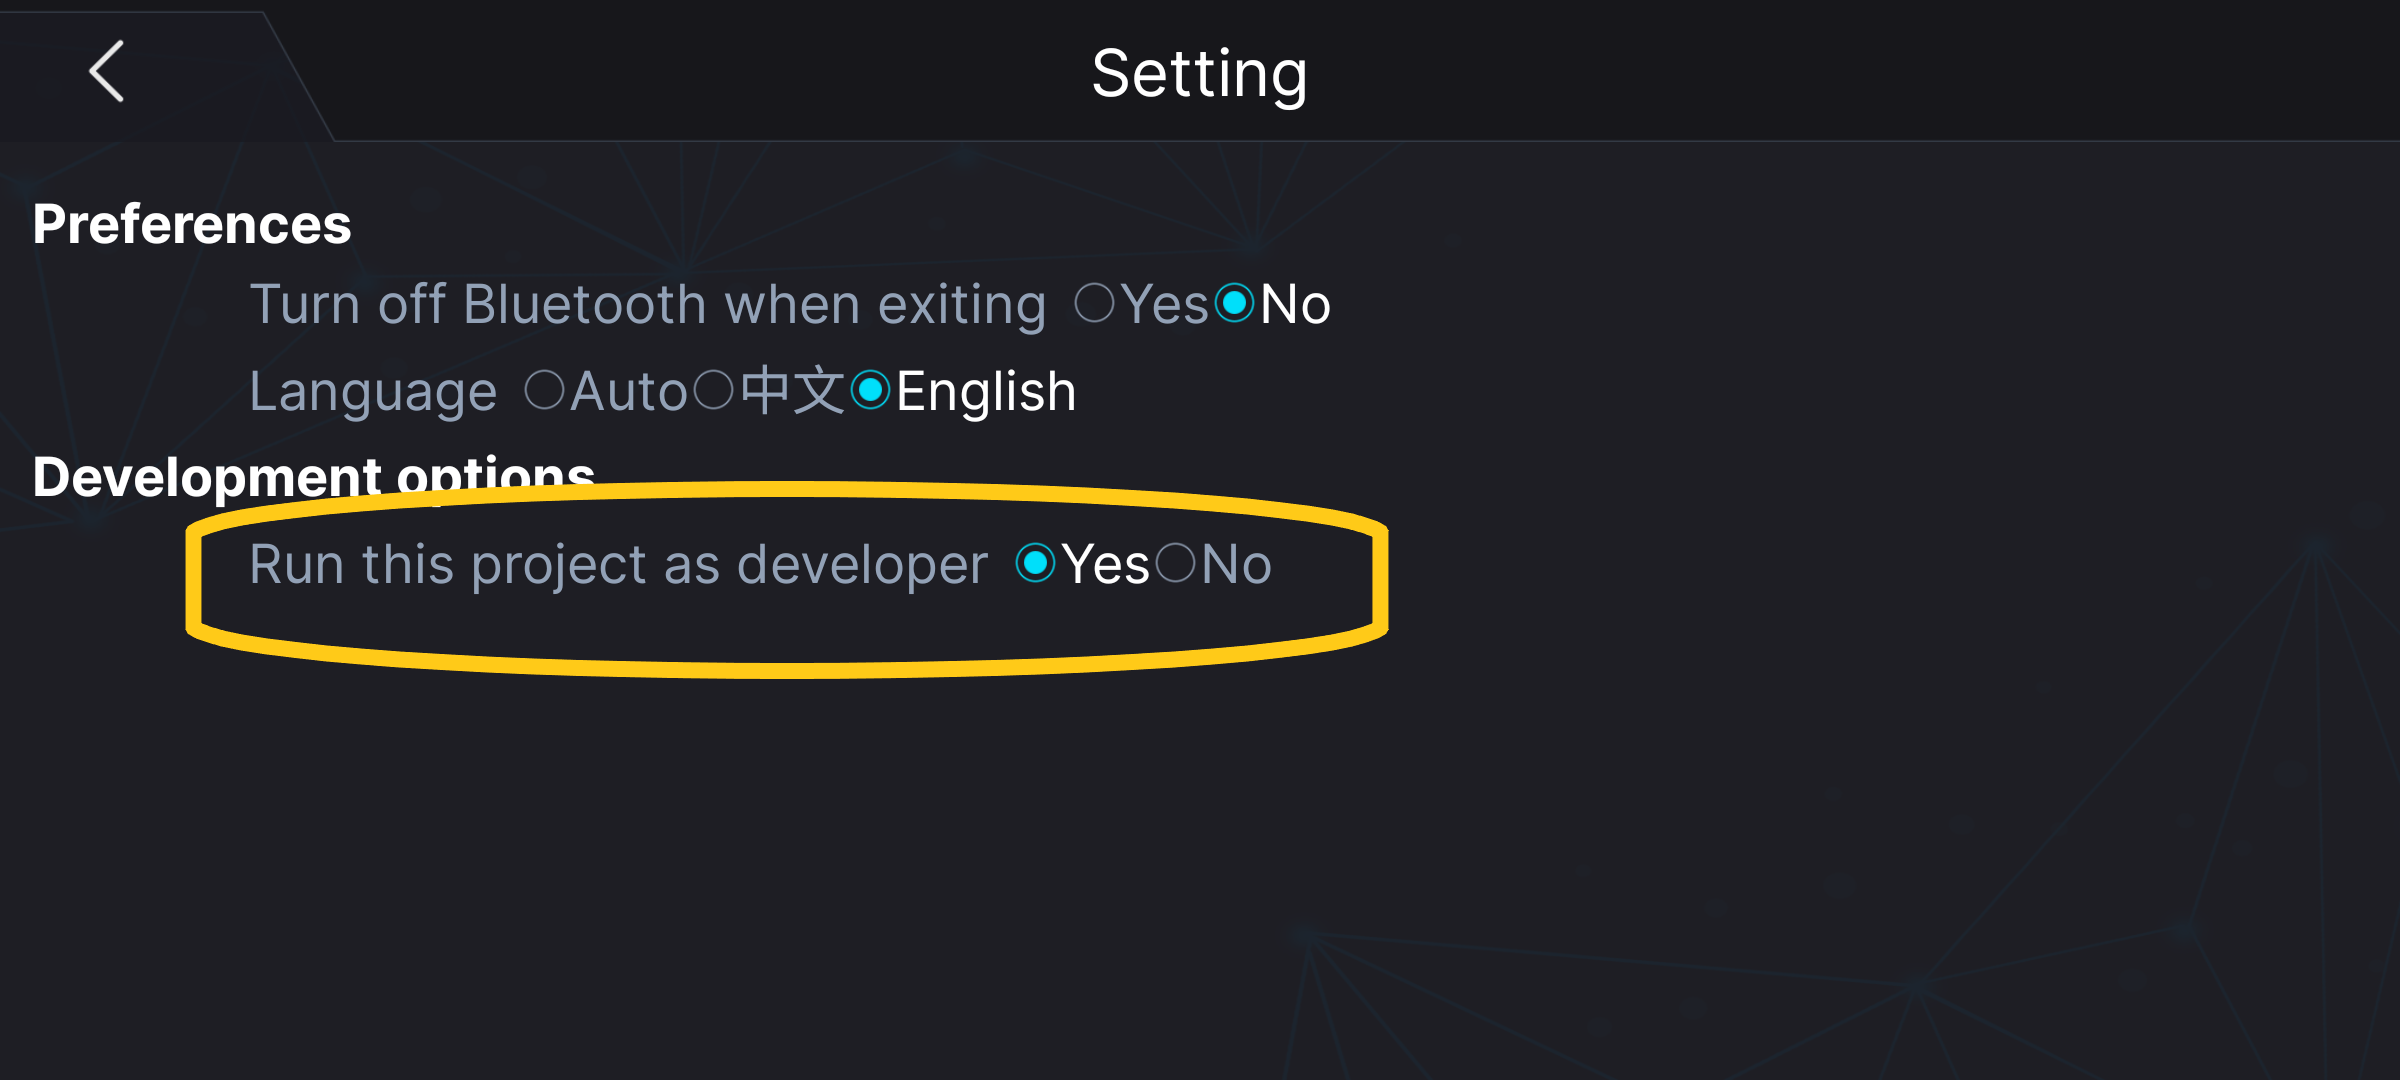 Setting
Preferences
Turn off Bluetooth when exiting Yes No
Language Auto 中文 English
Development options
Run this project as developer Yes No